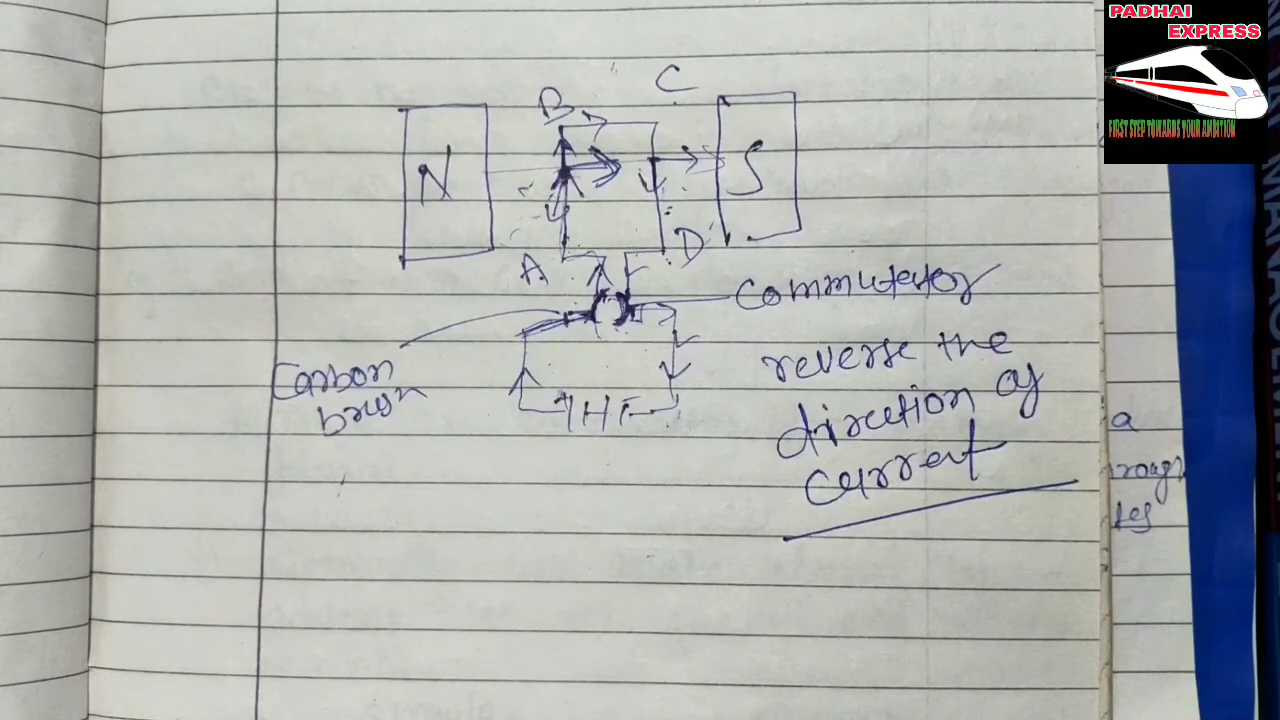 PADHAI
EXPRESS
FIRST STEP TOWARDS YOUR AMBITION
B
C
N
S
A
D
Commutator
Carbon
brush
reverse the
direction of
current
a